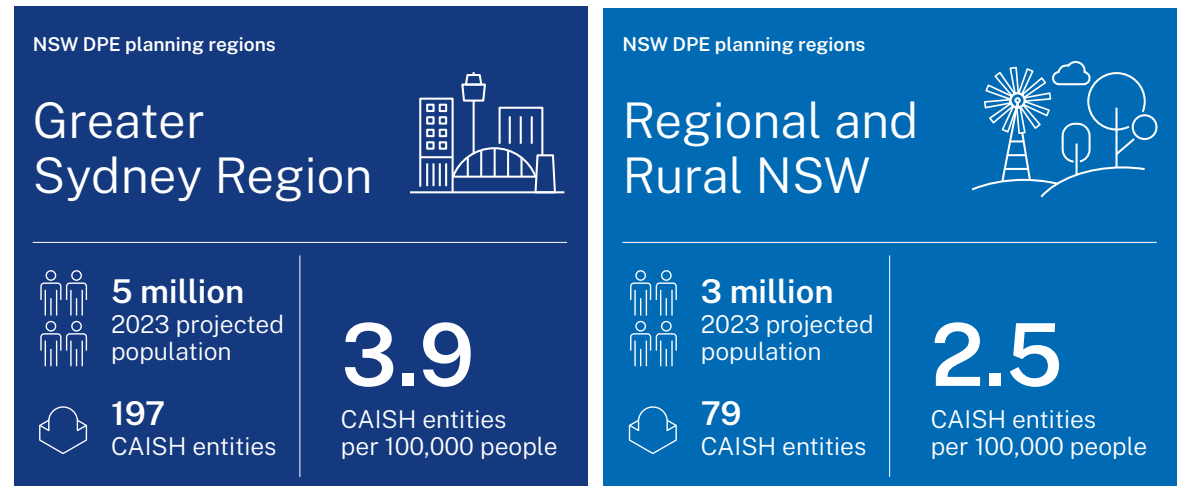 NSW DPE planning regions
Greater
Sydney Region
5 million
2023 projected
population
197
CAISH entities
3.9
CAISH entities
per 100,000 people
NSW DPE planning regions
Regional and
Rural NSW
3 million
2023 projected
population
79
CAISH entities
2.5
CAISH entities
per 100,000 people